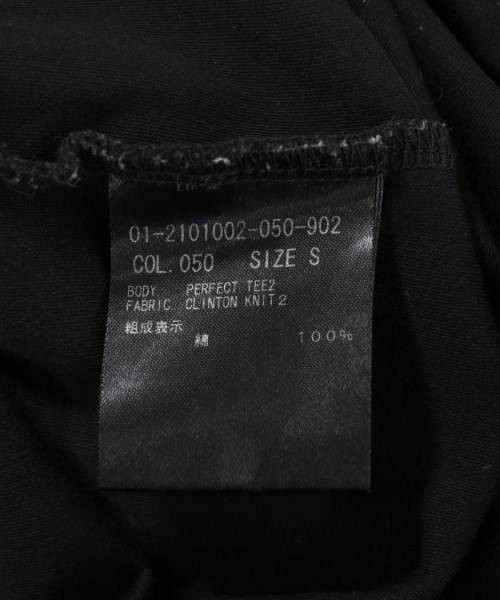 01-2101002-050-902
COL.050 SIZE S
BODY PERFECT TEE2
FABRIC CLINTON KNIT2
組成表示
綿 100%